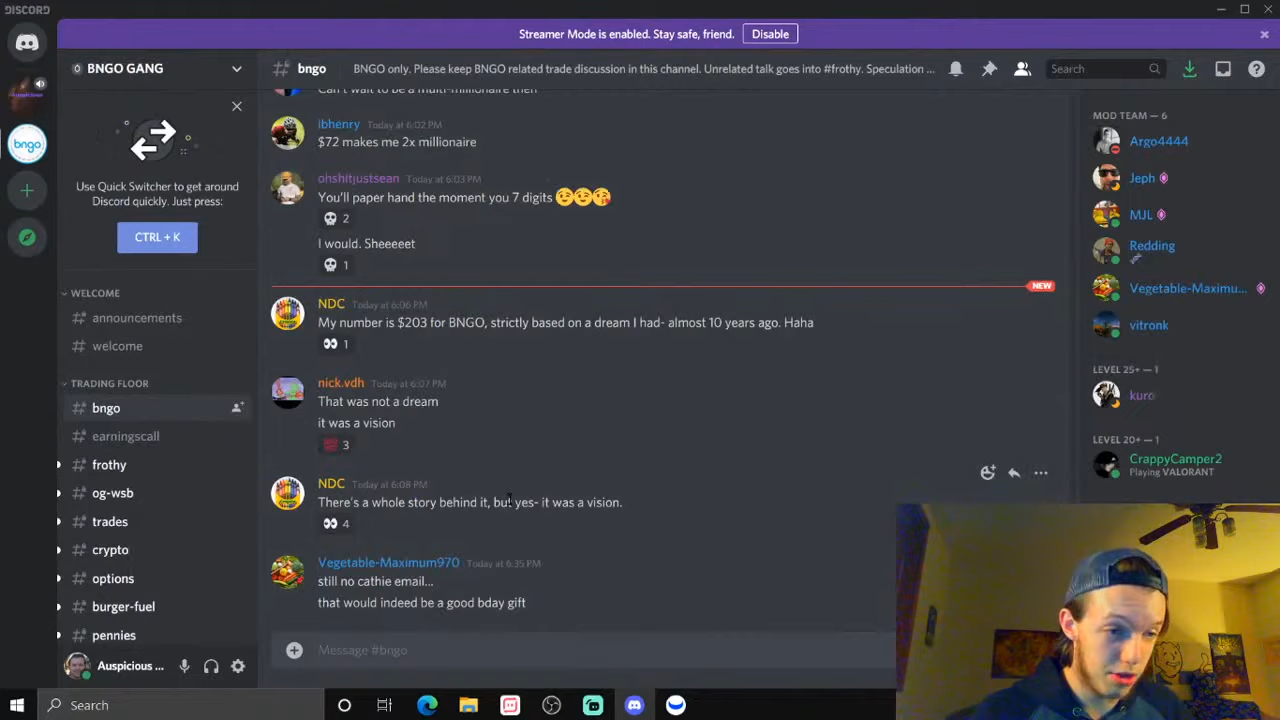 DISCORD
Streamer Mode is enabled. Stay safe, friend.
Disable
BNGO GANG
bngo
BNGO only. Please keep BNGO related trade discussion in this channel. Unrelated talk goes into #frothy. Speculation ...
Search
Can't wait to be a multi-millionaire then
ibhenry Today at 6:02 PM
$72 makes me 2x millionaire
ohshitjustsean Today at 6:03 PM
You'll paper hand the moment you 7 digits
2
I would. Sheeeeet
1
NEW
NDC Today at 6:06 PM
My number is $203 for BNGO, strictly based on a dream I had- almost 10 years ago. Haha
1
nick.vdh Today at 6:07 PM
That was not a dream
it was a vision
3
NDC Today at 6:08 PM
There's a whole story behind it, but yes- it was a vision.
4
Vegetable-Maximum970 Today at 6:35 PM
still no cathie email...
that would indeed be a good bday gift
Message #bngo
bngo
Use Quick Switcher to get around
Discord quickly. Just press:
CTRL + K
WELCOME
announcements
welcome
TRADING FLOOR
bngo
earningscall
frothy
og-wsb
trades
crypto
options
burger-fuel
pennies
Auspicious ...
MOD TEAM — 6
Argo4444
Jeph
MJL
Redding
Vegetable-Maximu...
vitronk
LEVEL 25+ — 1
kuro
LEVEL 20+ — 1
CrappyCamper2
Playing VALORANT
Search